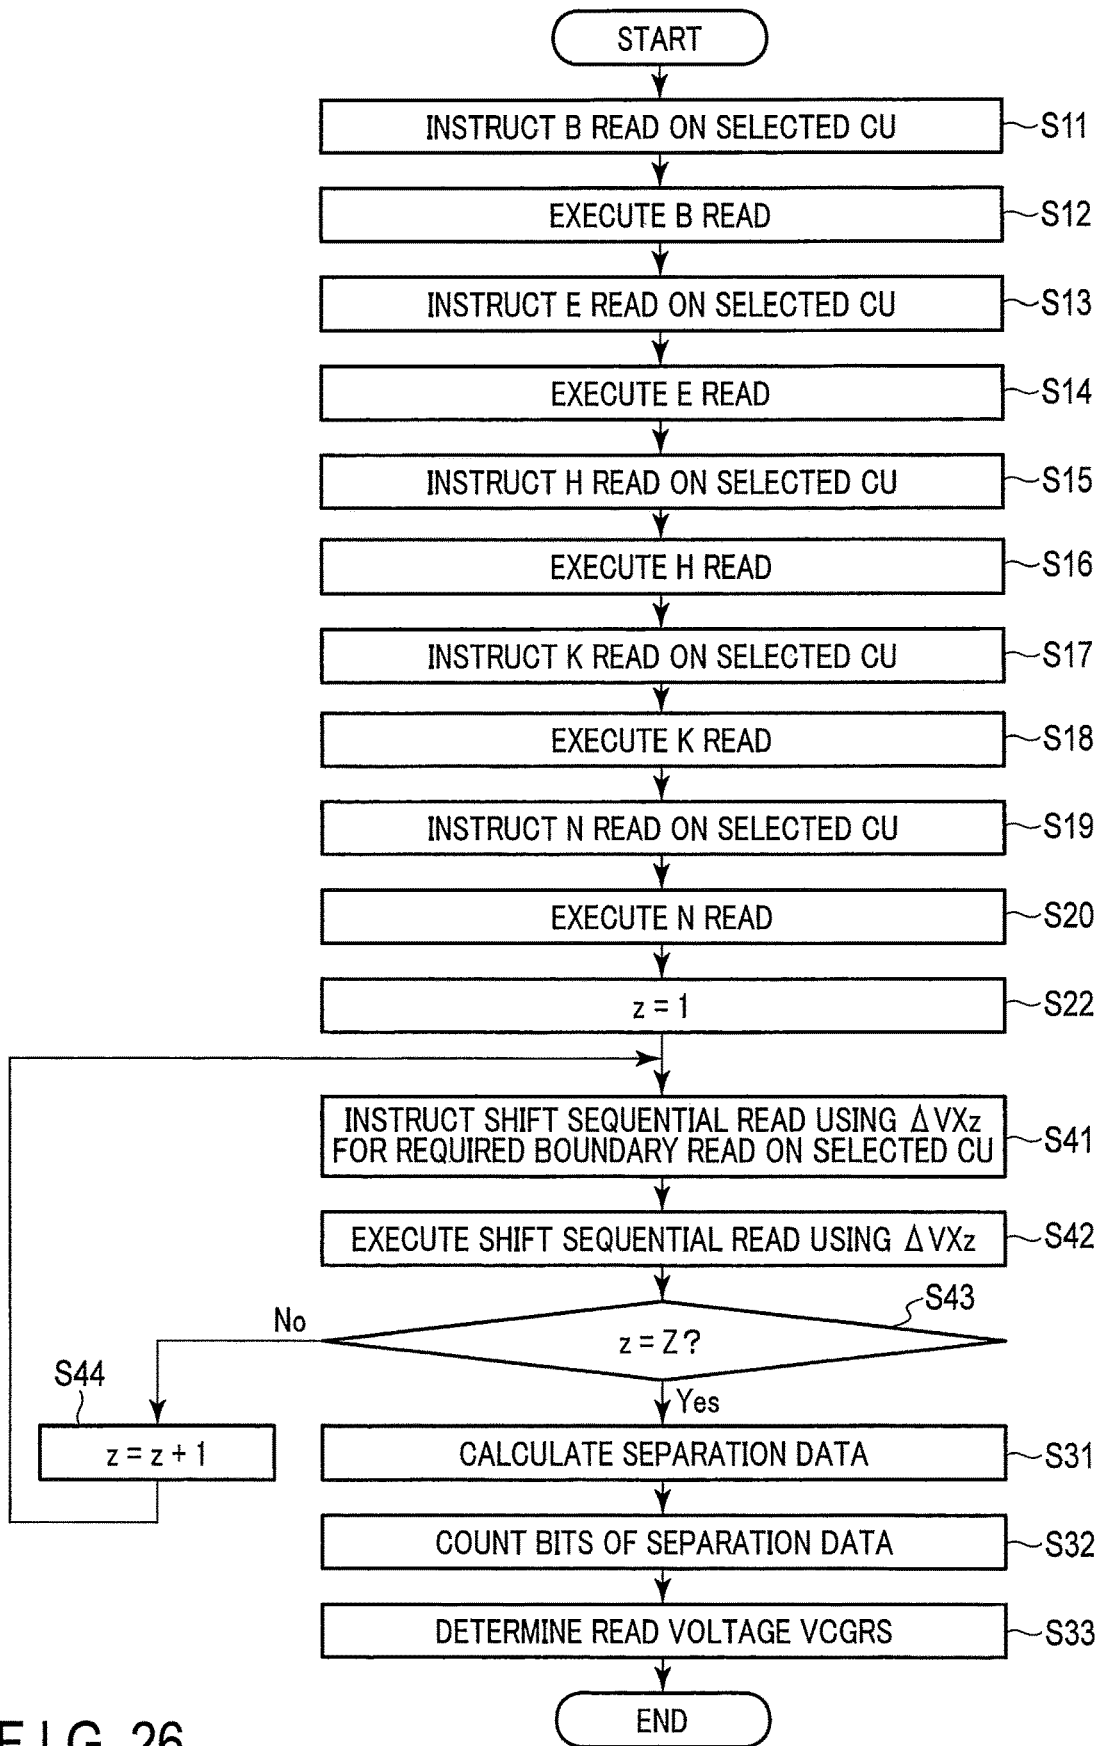 START
INSTRUCT B READ ON SELECTED CU
S11
EXECUTE B READ
S12
INSTRUCT E READ ON SELECTED CU
S13
EXECUTE E READ
S14
INSTRUCT H READ ON SELECTED CU
S15
EXECUTE H READ
S16
INSTRUCT K READ ON SELECTED CU
S17
EXECUTE K READ
S18
INSTRUCT N READ ON SELECTED CU
S19
EXECUTE N READ
S20
z = 1
S22
INSTRUCT SHIFT SEQUENTIAL READ USING ΔVXz
FOR REQUIRED BOUNDARY READ ON SELECTED CU
S41
EXECUTE SHIFT SEQUENTIAL READ USING ΔVXz
S42
S43
No
z = Z ?
Yes
S44
z = z + 1
CALCULATE SEPARATION DATA
S31
COUNT BITS OF SEPARATION DATA
S32
DETERMINE READ VOLTAGE VCGRS
S33
END
F I G. 26